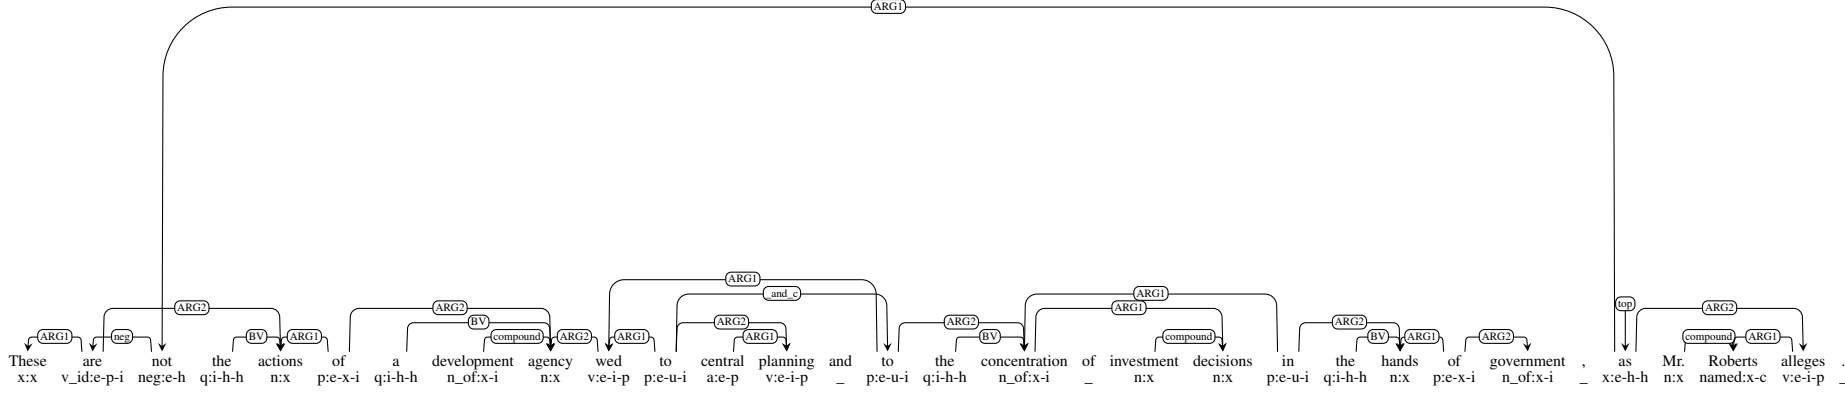 ARG1
ARG1
_and_c
ARG2 ARG2 ARG1 top ARG2
BV ARG2 ARG2 ARG1 ARG2
ARG1 neg BV ARG1 compound ARG2 ARG1 ARG1 BV compound BV ARG1 ARG2 compound ARG1
These are not the actions of a development agency wed to central planning and to the concentration of investment decisions in the hands of government , as Mr. Roberts alleges .
x:x v_id:e-p-i neg:e-h q:i-h-h n:x p:e-x-i q:i-h-h n_of:x-i n:x v:e-i-p p:e-u-i a:e-p v:e-i-p _ p:e-u-i q:i-h-h n_of:x-i _ n:x n:x p:e-u-i q:i-h-h n:x p:e-x-i n_of:x-i _ x:e-h-h n:x named:x-c v:e-i-p _